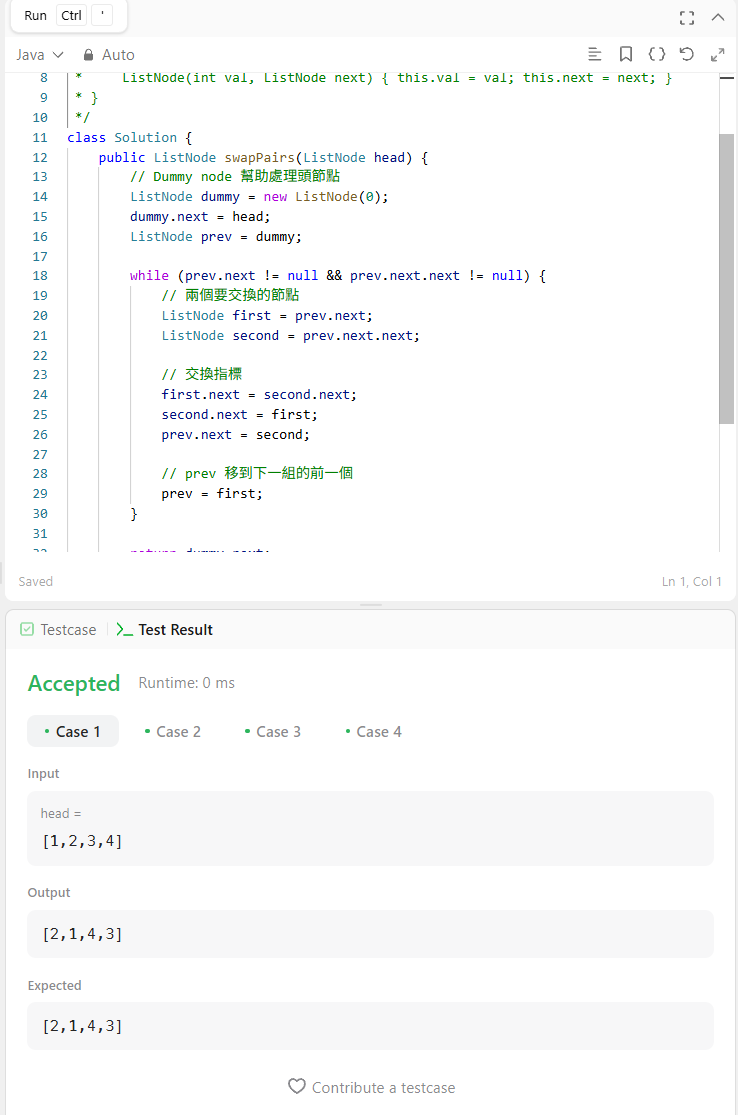 Run Ctrl '
Java Auto
8 * ListNode(int val, ListNode next) { this.val = val; this.next = next; }
9 * }
10 */
11 class Solution {
12 public ListNode swapPairs(ListNode head) {
13 // Dummy node 幫助處理頭節點
14 ListNode dummy = new ListNode(0);
15 dummy.next = head;
16 ListNode prev = dummy;
17
18 while (prev.next != null && prev.next.next != null) {
19 // 兩個要交換的節點
20 ListNode first = prev.next;
21 ListNode second = prev.next.next;
22
23 // 交換指標
24 first.next = second.next;
25 second.next = first;
26 prev.next = second;
27
28 // prev 移到下一組的前一個
29 prev = first;
30 }
31
Saved Ln 1, Col 1
Testcase Test Result
Accepted Runtime: 0 ms
Case 1 Case 2 Case 3 Case 4
Input
head =
[1,2,3,4]
Output
[2,1,4,3]
Expected
[2,1,4,3]
Contribute a testcase